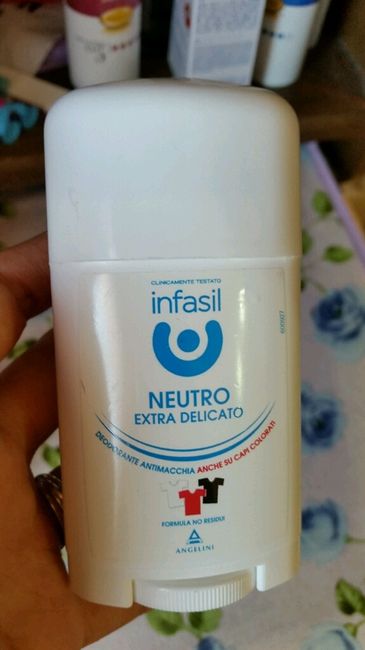 CLINICAMENTE TESTATO
infasil
NEUTRO
EXTRA DELICATO
DEODORANTE ANTIMACCHIA ANCHE SU CAPI COLORATI
FORMULA NO RESIDUI
ANGELINI